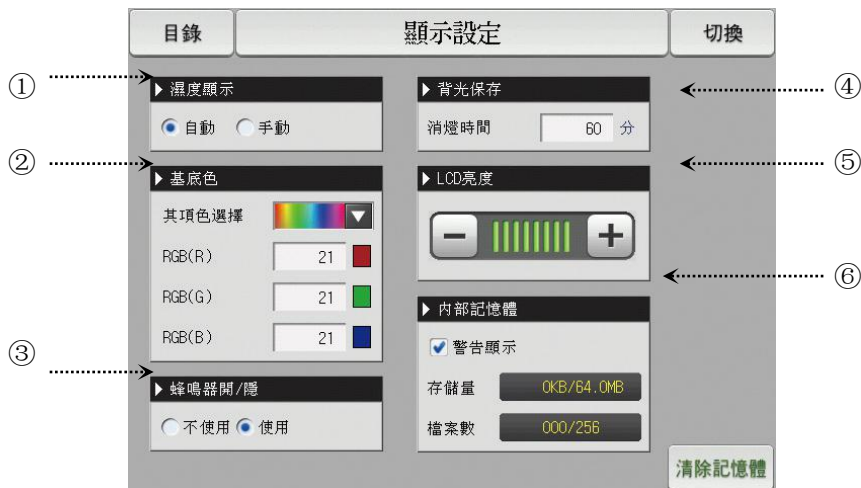 目錄
顯示設定
切換
①
▶ 濕度顯示
自動
手動
②
▶ 基底色
其項色選擇
RGB(R)
21
RGB(G)
21
RGB(B)
21
③
▶ 蜂鳴器開/隱
不使用
使用
④
▶ 背光保存
消燈時間
60 分
⑤
▶ LCD亮度
− +
⑥
▶ 內部記憶體
警告顯示
存儲量
0KB/64.0MB
檔案數
000/256
清除記憶體